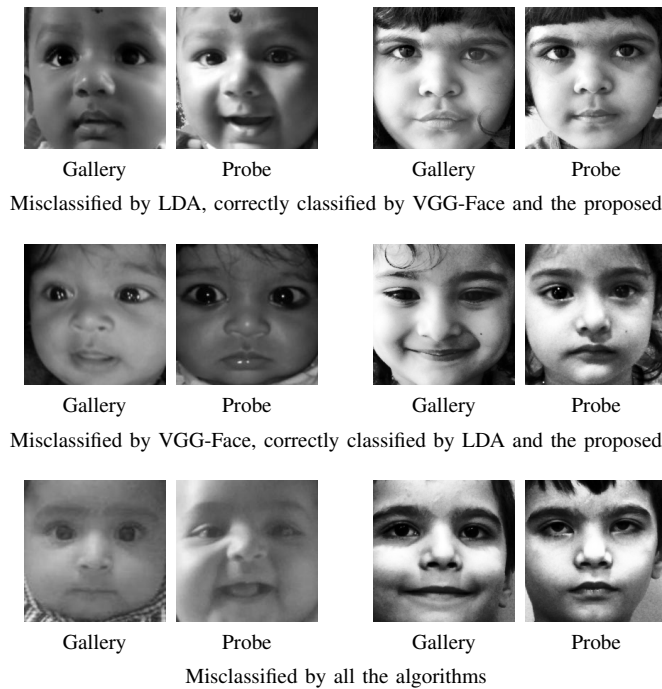 Gallery Probe Gallery Probe
Misclassified by LDA, correctly classified by VGG-Face and the proposed
Gallery Probe Gallery Probe
Misclassified by VGG-Face, correctly classified by LDA and the proposed
Gallery Probe Gallery Probe
Misclassified by all the algorithms